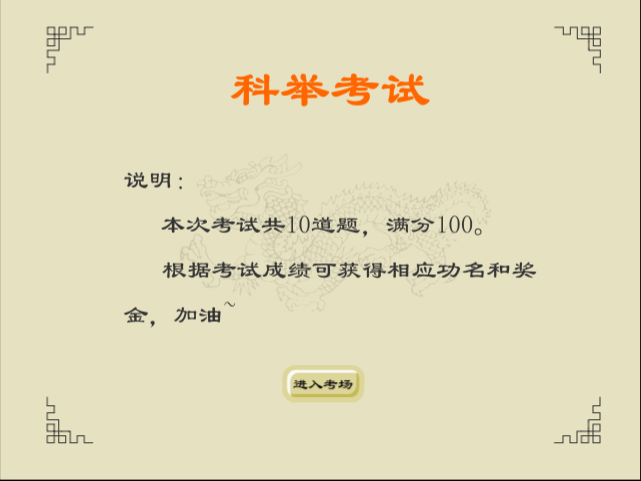 科举考试
说明：
本次考试共10道题，满分100。
根据考试成绩可获得相应功名和奖
金，加油~
进入考场